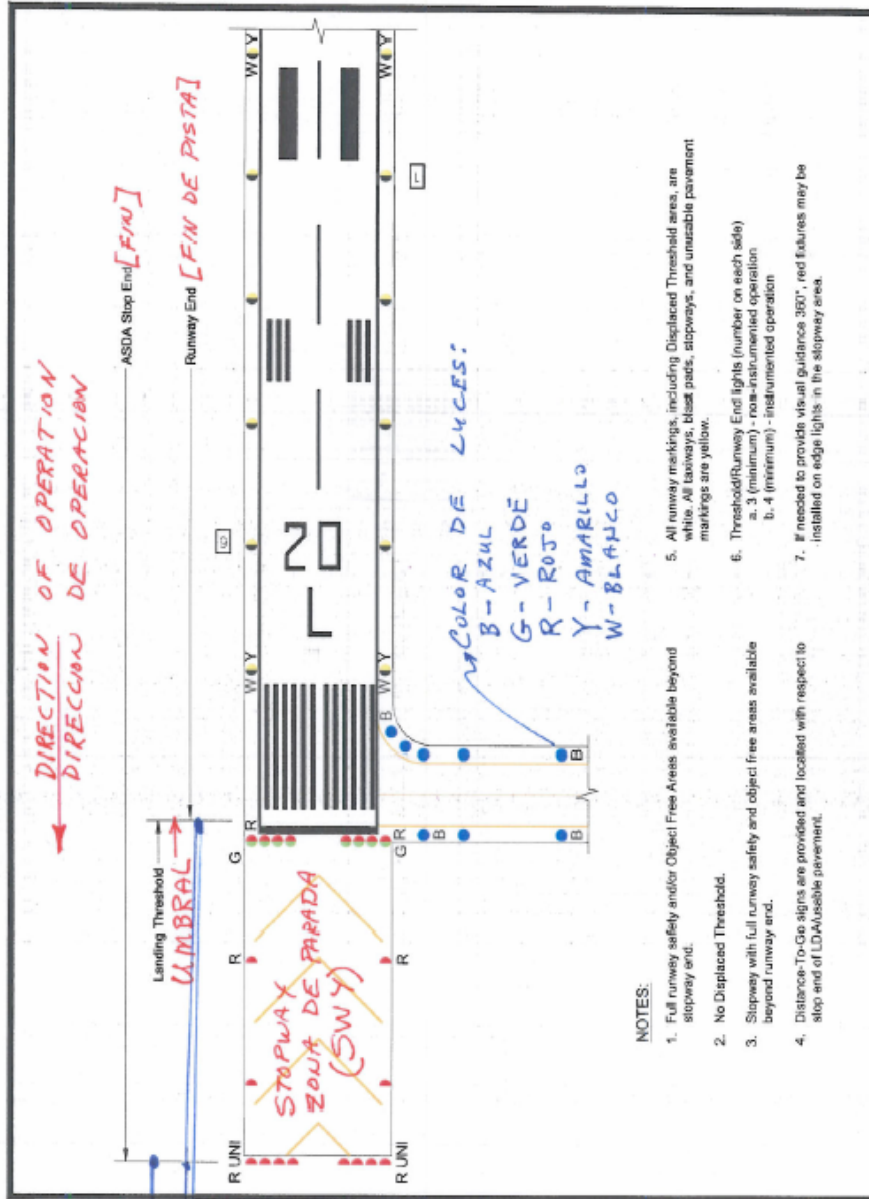 DIRECTION OF OPERATION
DIRECCION DE OPERACION
ASDA Stop End [FIN]
Runway End [FIN DE PISTA]
Landing Threshold
UMBRAL
R UNI
R
R
G
R
W Y
W Y
STOPWAY
ZONA DE PARADA
(SWY)
L 20
R UNI
R
G
R
B
B
B
B
W Y
W Y
COLOR DE LUCES:
B - AZUL
G - VERDE
R - ROJO
Y - AMARILLO
W - BLANCO
NOTES:
1. Full runway safety and/or Object Free Areas available beyond
stopway end.
2. No Displaced Threshold.
3. Stopway with full runway safety and object free areas available
beyond runway end.
4. Distance-To-Go signs are provided and located with respect to
stop end of LDA/usable pavement.
5. All runway markings, including Displaced Threshold area, are
white. All taxiways, blast pads, stopways, and unusable pavement
markings are yellow.
6. Threshold/Runway End lights (number on each side)
a. 3 (minimum) - non-instrumented operation
b. 4 (minimum) - instrumented operation
7. If needed to provide visual guidance 360°, red fixtures may be
installed on edge lights in the stopway area.